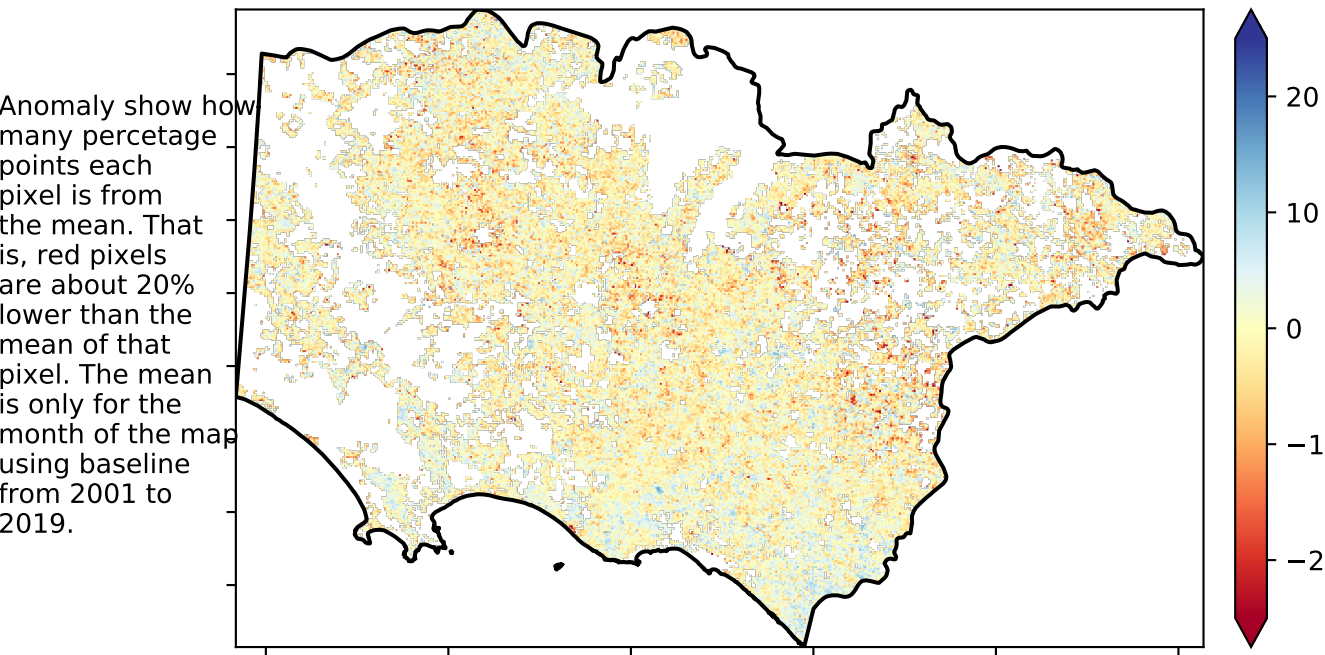 Anomaly show how
many percetage
points each
pixel is from
the mean. That
is, red pixels
are about 20%
lower than the
mean of that
pixel. The mean
is only for the
month of the map
using baseline
from 2001 to
2019.
20
10
0
−1
−2